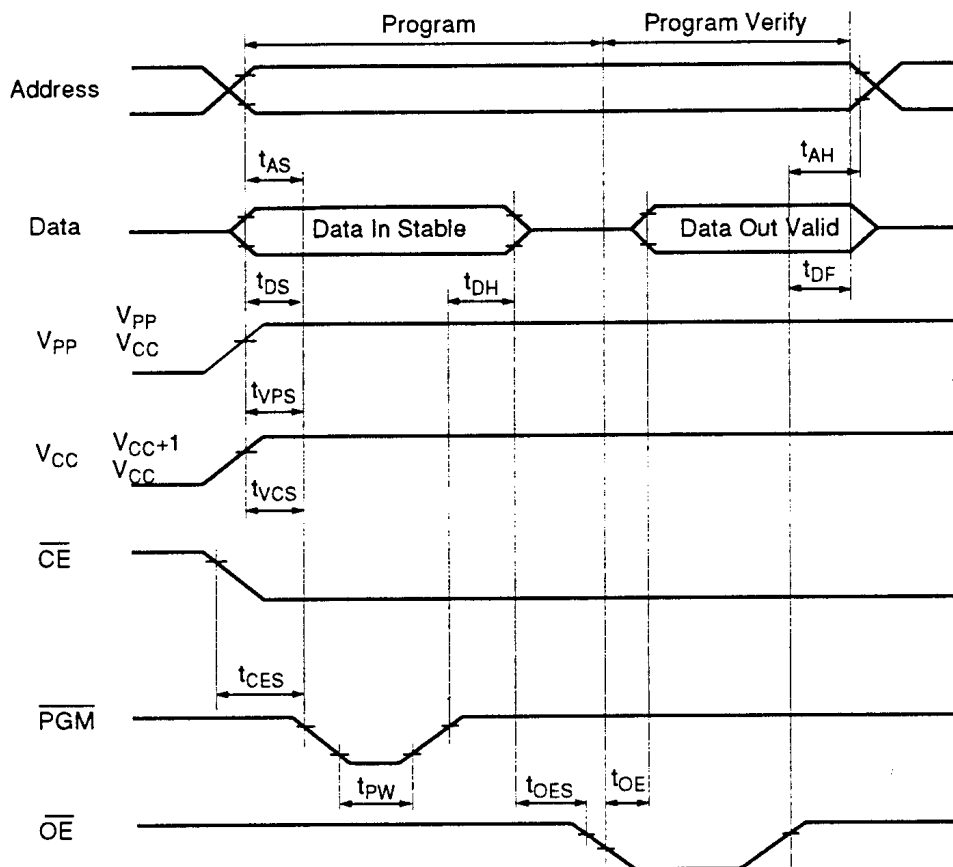 Program
Program Verify
Address
tAS
tAH
Data
Data In Stable
Data Out Valid
tDS
tDH
tDF
VPP
VPP
VCC
tVPS
VCC
VCC+1
VCC
tVCS
CE
tCES
PGM
tPW
tOES
tOE
OE